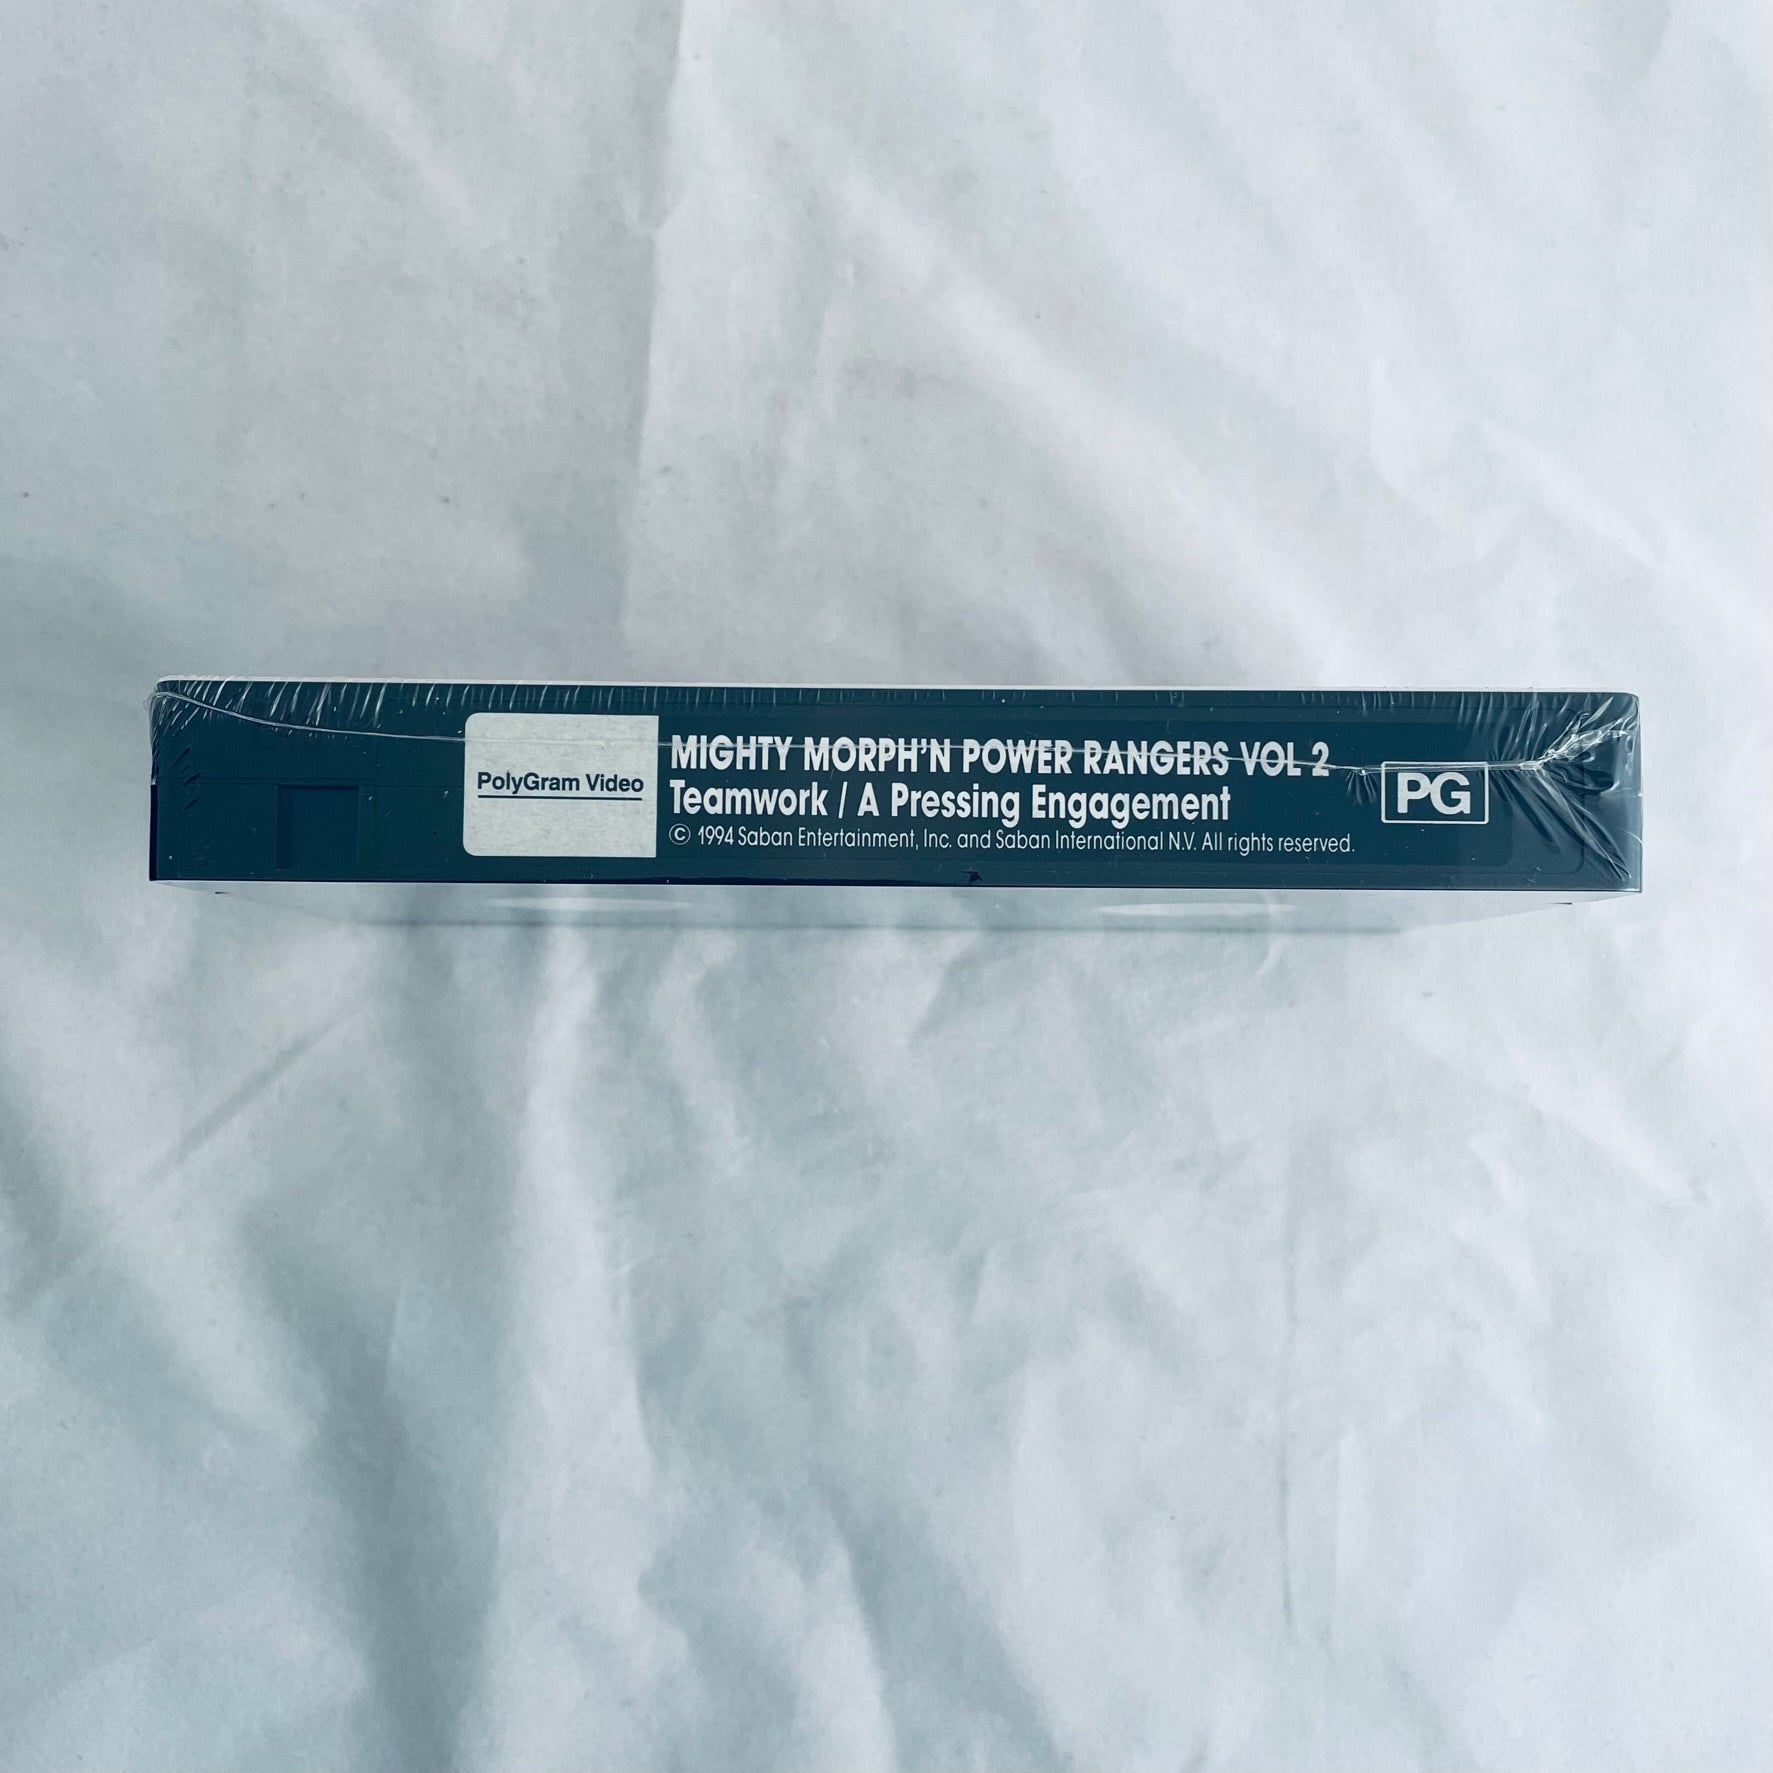 PolyGram Video
MIGHTY MORPH'N POWER RANGERS VOL 2
Teamwork / A Pressing Engagement
© 1994 Saban Entertainment, Inc. and Saban International N.V. All rights reserved.
PG